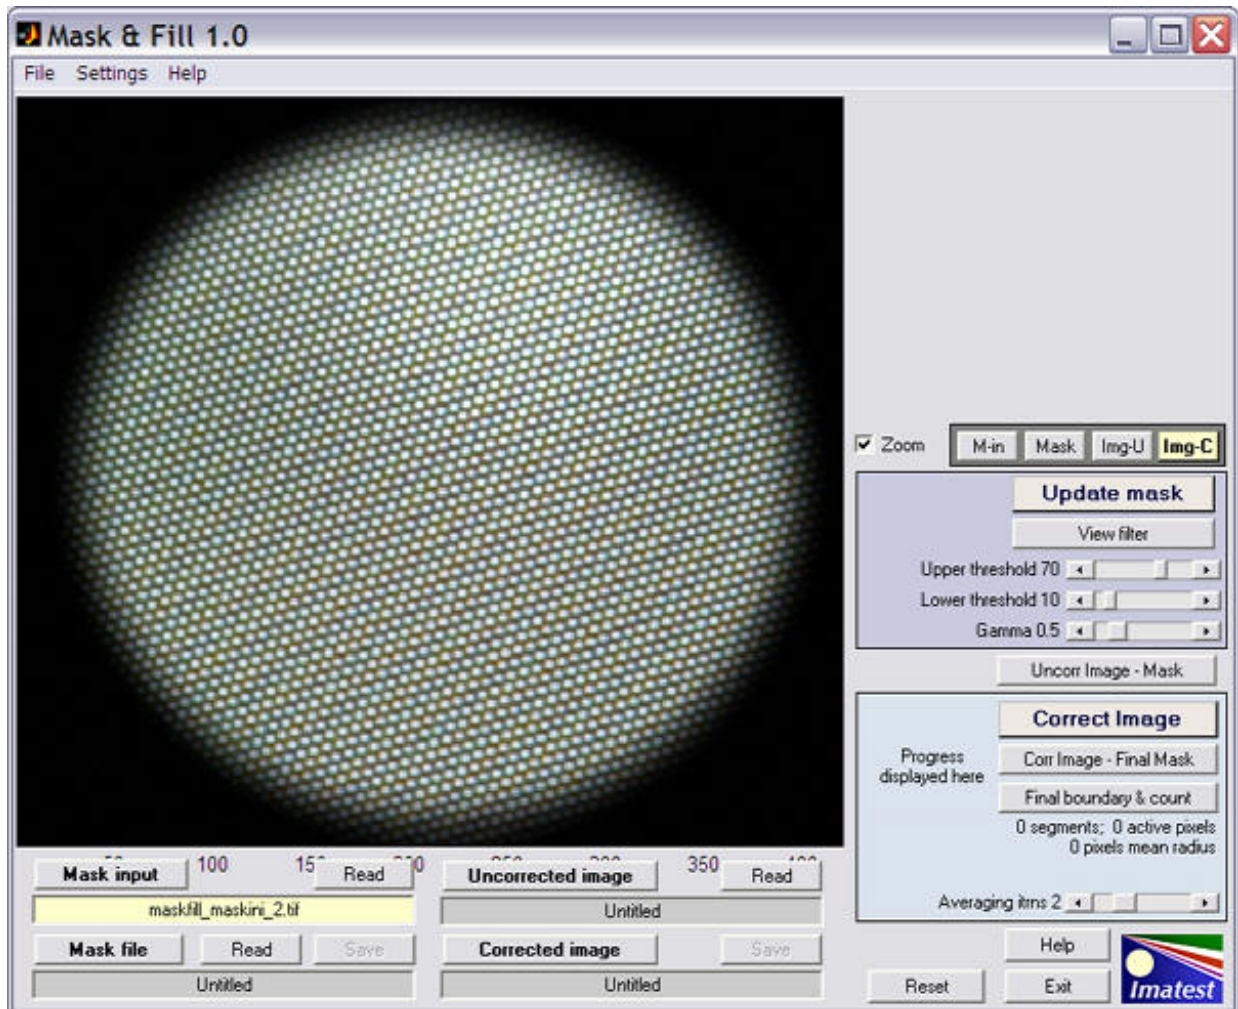 Mask & Fill 1.0
File Settings Help
Zoom M-in Mask Img-U Img-C
Update mask
View filter
Upper threshold 70
Lower threshold 10
Gamma 0.5
Uncorr Image - Mask
Correct Image
Progress
displayed here
Corr Image - Final Mask
Final boundary & count
0 segments; 0 active pixels
0 pixels mean radius
Averaging itrns 2
100 350
Mask input Read Uncorrected image Read
maskfill_maskini_2.tif Untitled
Mask file Read Save Corrected image Save
Untitled Untitled
Help
Reset Exit
Imatest